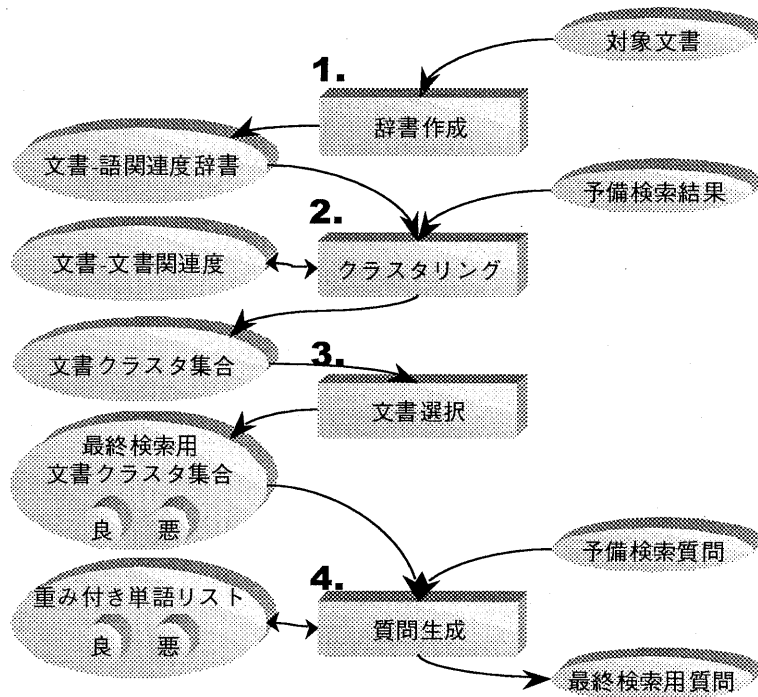 対象文書
1.
辞書作成
文書-語関連度辞書
予備検索結果
2.
文書-文書関連度
クラスタリング
文書クラスタ集合
3.
文書選択
最終検索用
文書クラスタ集合
良 悪
予備検索質問
4.
重み付き単語リスト
質問生成
良 悪
最終検索用質問